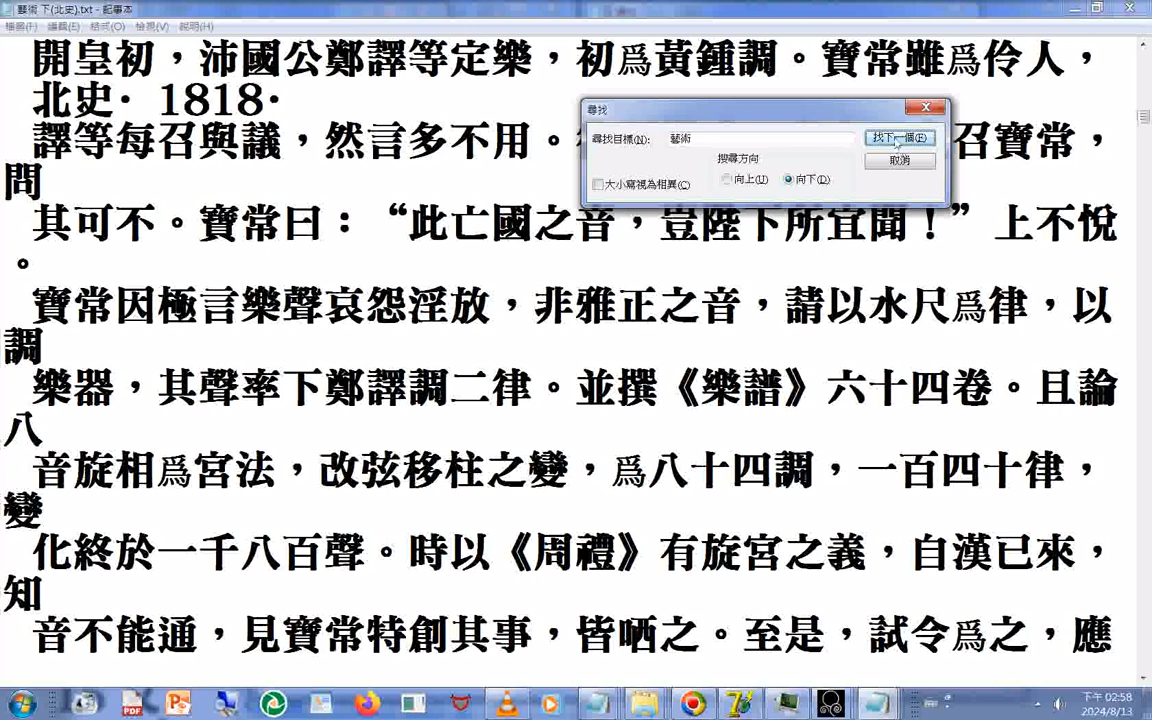 藝術 下(北史).txt - 記事本
檔案(F) 編輯(E) 格式(O) 檢視(V) 說明(H)
開皇初，沛國公鄭譯等定樂，初爲黃鍾調。寶常雖爲伶人，
北史· 1818·
譯等每召與議，然言多不用。
召寶常，
問
其可不。寶常曰：“此亡國之音，豈陛下所宜聞！”上不悅
。
寶常因極言樂聲哀怨淫放，非雅正之音，請以水尺爲律，以
調
樂器，其聲率下鄭譯調二律。並撰《樂譜》六十四卷。且論
八
音旋相爲宮法，改弦移柱之變，爲八十四調，一百四十律，
變
化終於一千八百聲。時以《周禮》有旋宮之義，自漢已來，
知
音不能通，見寶常特創其事，皆哂之。至是，試令爲之，應
尋找
尋找目標(N): 藝術
找下一個(F)
搜尋方向
取消
大小寫視為相異(C)
向上(U) 向下(D)
下午 02:58
2024/8/13